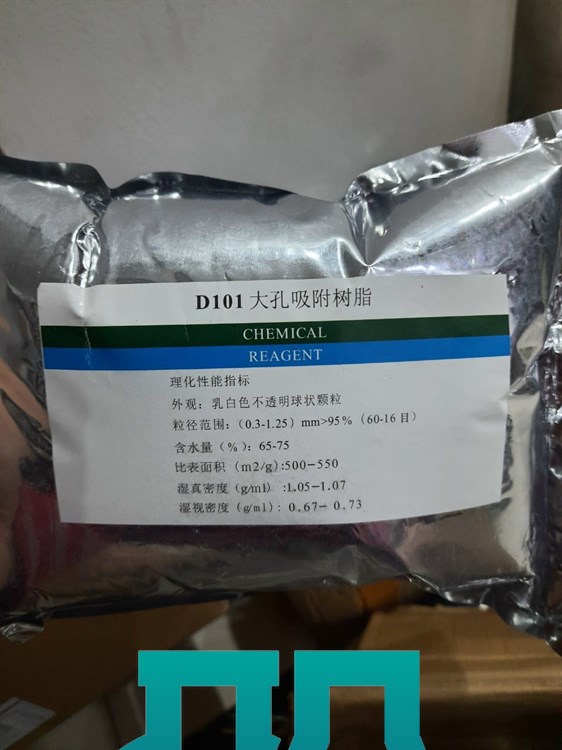 D101 大孔吸附树脂
CHEMICAL
REAGENT
理化性能指标
外观：乳白色不透明球状颗粒
粒径范围：（0.3-1.25）mm>95%（60-16 目）
含水量（%）：65-75
比表面积（m2/g）:500-550
湿真密度（g/ml）:1.05-1.07
湿视密度（g/ml）：0.67-0.73